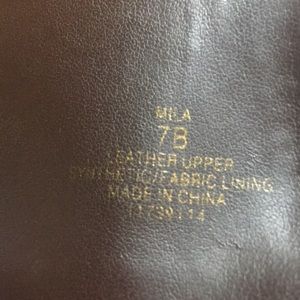 MILA
7B
LEATHER UPPER
SYNTHETIC/FABRIC LINING
MADE IN CHINA